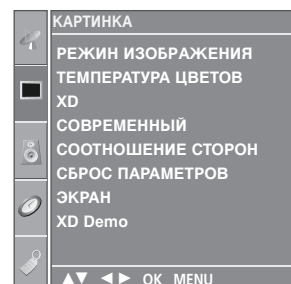 КАРТИНКА
РЕЖИН ИЗОБРАЖЕНИЯ
ТЕМПЕРАТУРА ЦВЕТОВ
XD
СОВРЕМЕННЫЙ
СООТНОШЕНИЕ СТОРОН
СБРОС ПАРАМЕТРОВ
ЭКРАН
XD Demo
▲▼ ◄► OK MENU